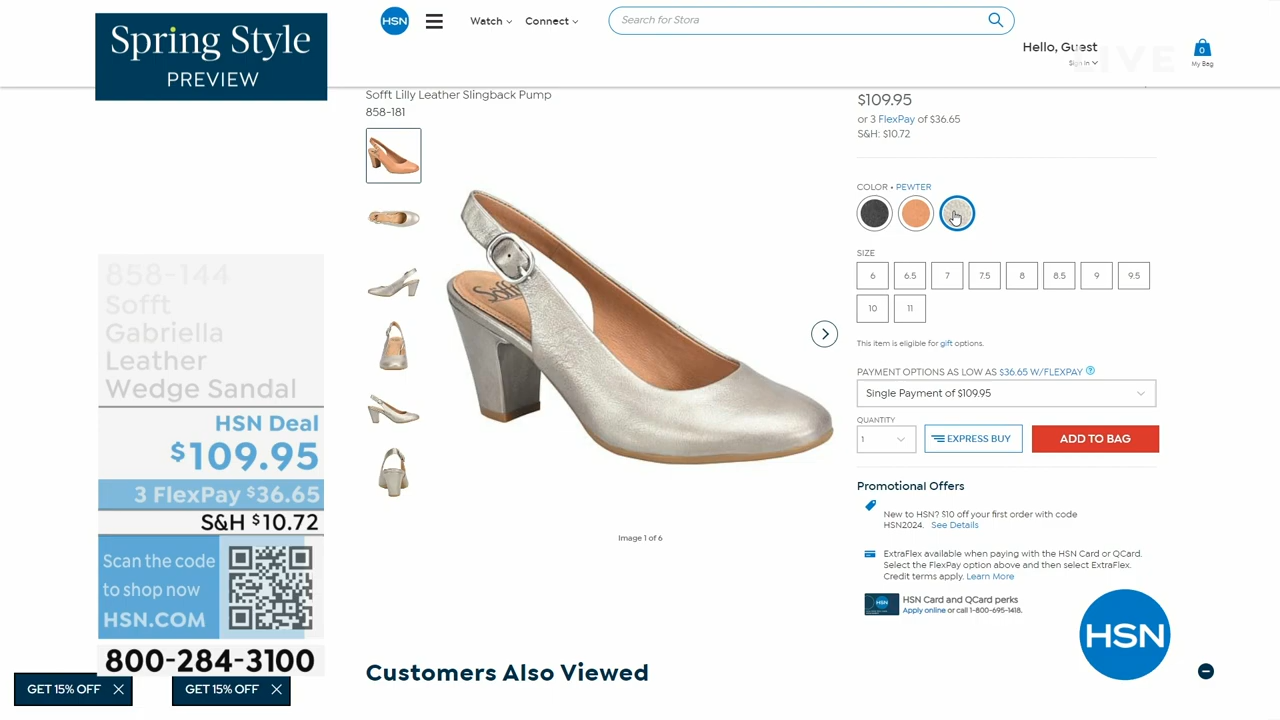 Spring Style
PREVIEW
HSN
Watch
Connect
Search for Stora
Hello, Guest
Sign In
LIVE
0
My Bag
Sofft Lilly Leather Slingback Pump
858-181
$109.95
or 3 FlexPay of $36.65
S&H: $10.72
COLOR • PEWTER
SIZE
6
6.5
7
7.5
8
8.5
9
9.5
10
11
This item is eligible for gift options.
PAYMENT OPTIONS AS LOW AS $36.65 W/FLEXPAY ?
Single Payment of $109.95
QUANTITY
1
EXPRESS BUY
ADD TO BAG
Promotional Offers
New to HSN? $10 off your first order with code
HSN2024. See Details
ExtraFlex available when paying with the HSN Card or QCard.
Select the FlexPay option above and then select ExtraFlex.
Credit terms apply. Learn More
HSN
HSN Card and QCard perks
Apply online or call 1-800-695-1418.
Söfft
Image 1 of 6
858-144
Sofft
Gabriella
Leather
Wedge Sandal
HSN Deal
$109.95
3 FlexPay $36.65
S&H $10.72
Scan the code
to shop now
HSN.COM
800-284-3100
GET 15% OFF
GET 15% OFF
Customers Also Viewed
HSN